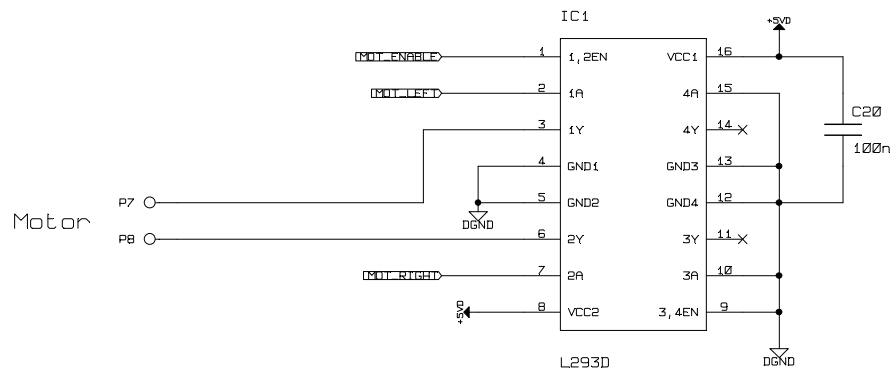 IC1
+5VD
MOT_ENABLE 1 1,2EN VCC1 16
MOT_LEFT 2 1A 4A 15
C20
3 1Y 4Y 14
100n
4 GND1 GND3 13
P7 5 GND2 GND4 12
Motor
DGND
P8 6 2Y 3Y 11
MOT_RIGHT 7 2A 3A 10
+5VD 8 VCC2 3,4EN 9
L293D
DGND